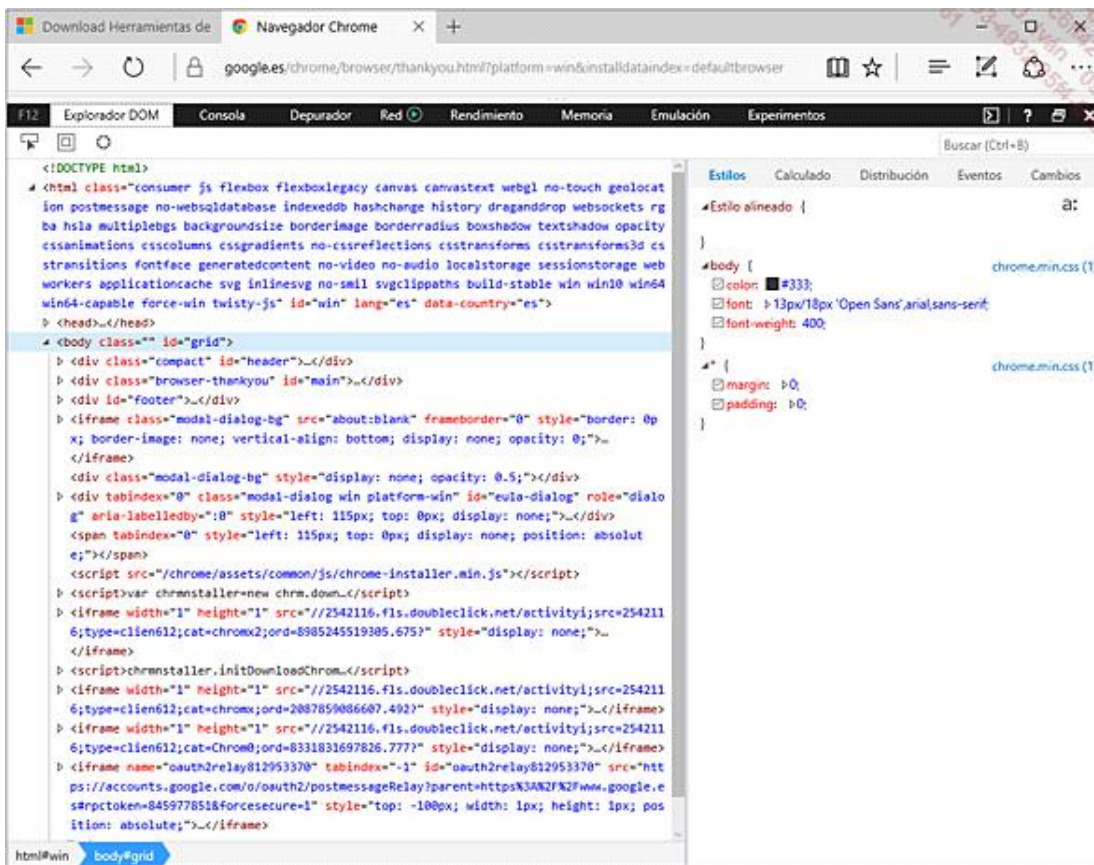 Download Herramientas de
Navegador Chrome
google.es/chrome/browser/thankyou.html?platform=win&installdataindex=defaultbrowser
F12 Explorador DOM Consola Depurador Red Rendimiento Memoria Emulación Experimentos ?
Buscar (Ctrl+B)
<!DOCTYPE html>
<html class="consumer js flexbox flexboxlegacy canvas canvastext webgl no-touch geolocat
ion postmessage no-websqldatabase indexeddb hashchange history draganddrop websockets rg
ba hsla multiplebgs backgroundsize borderimage borderradius boxshadow textshadow opacity
cssanimations csscolumns cssgradients no-cssreflections csstransforms csstransforms3d cs
stransitions fontface generatedcontent no-video no-audio localstorage sessionstorage web
workers applicationcache svg inlinesvg no-smil svgclippaths build-stable win win10 win64
win64-capable force-win twisty-js" id="win" lang="es" data-country="es">
<head>…</head>
<body class="" id="grid">
<div class="compact" id="header">…</div>
<div class="browser-thankyou" id="main">…</div>
<div id="footer">…</div>
<iframe class="modal-dialog-bg" src="about:blank" frameborder="0" style="border: 0p
x; border-image: none; vertical-align: bottom; display: none; opacity: 0;">…
</iframe>
<div class="modal-dialog-bg" style="display: none; opacity: 0.5;"></div>
<div tabindex="0" class="modal-dialog win platform-win" id="eula-dialog" role="dialo
g" aria-labelledby=":0" style="left: 115px; top: 0px; display: none;">…</div>
<span tabindex="0" style="left: 115px; top: 0px; display: none; position: absolut
e;"></span>
<script src="/chrome/assets/common/js/chrome-installer.min.js"></script>
<script>var chrmnstaller=new chrm.down…</script>
<iframe width="1" height="1" src="//2542116.fls.doubleclick.net/activityi;src=254211
6;type=clien612;cat=chromx2;ord=8985245519305.675?" style="display: none;">…
</iframe>
<script>chrmnstaller.initDownloadChrom…</script>
<iframe width="1" height="1" src="//2542116.fls.doubleclick.net/activityi;src=254211
6;type=clien612;cat=chromx;ord=2087859086607.492?" style="display: none;">…</iframe>
<iframe width="1" height="1" src="//2542116.fls.doubleclick.net/activityi;src=254211
6;type=clien612;cat=Chrom0;ord=8331831697826.777?" style="display: none;">…</iframe>
<iframe name="oauth2relay812953370" tabindex="-1" id="oauth2relay812953370" src="htt
ps://accounts.google.com/o/oauth2/postmessageRelay?parent=https%3A%2F%2Fwww.google.e
s#rpctoken=845977851&forcesecure=1" style="top: -100px; width: 1px; height: 1px; pos
ition: absolute;">…</iframe>
html#win body#grid
Estilos Calculado Distribución Eventos Cambios
Estilo alineado { a:
}
body { chrome.min.css (1)
color: #333;
font: 13px/18px 'Open Sans',arial,sans-serif;
font-weight: 400;
}
* { chrome.min.css (1)
margin: 0;
padding: 0;
}